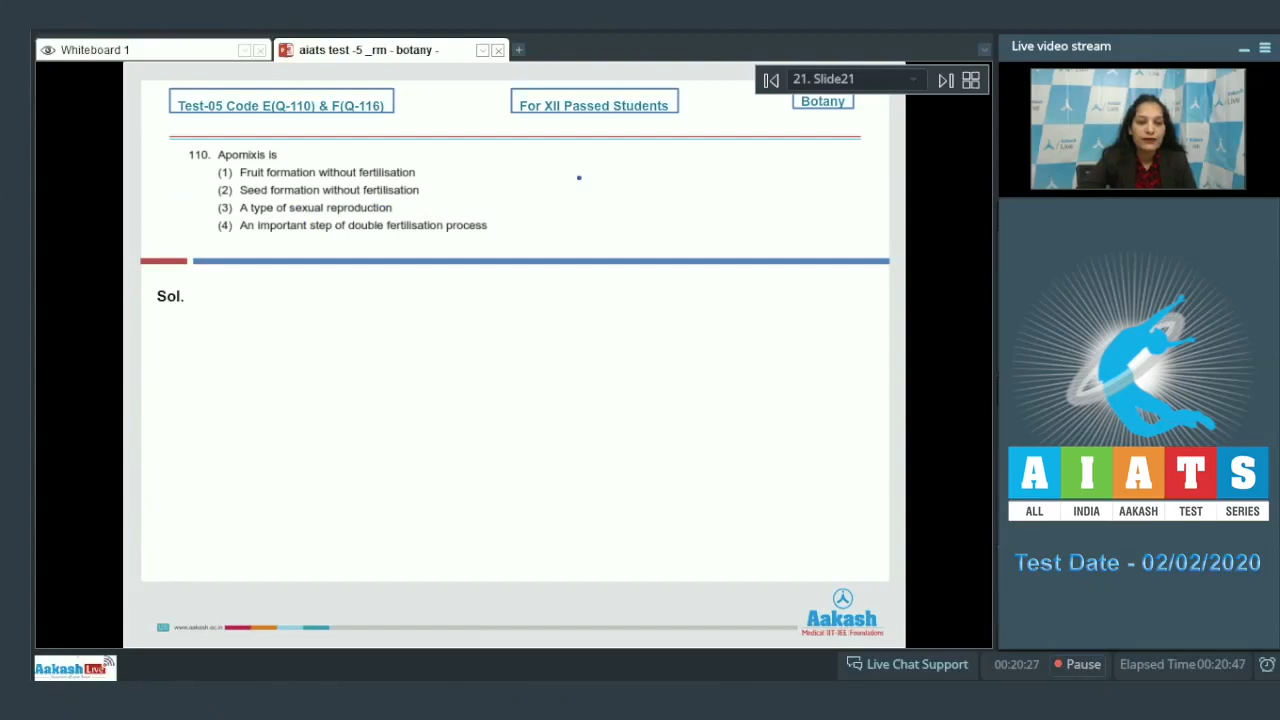 Whiteboard 1
aiats test -5 _rm - botany -
Live video stream
21. Slide21
Test-05 Code E(Q-110) & F(Q-116)
For XII Passed Students
Botany
110. Apomixis is
(1) Fruit formation without fertilisation
(2) Seed formation without fertilisation
(3) A type of sexual reproduction
(4) An important step of double fertilisation process
Sol.
A I A T S
ALL INDIA AAKASH TEST SERIES
Test Date - 02/02/2020
www.aakash.ac.in
Aakash
Medical IIT-JEE Foundations
Aakash Live
Live Chat Support
00:20:27
Pause
Elapsed Time 00:20:47